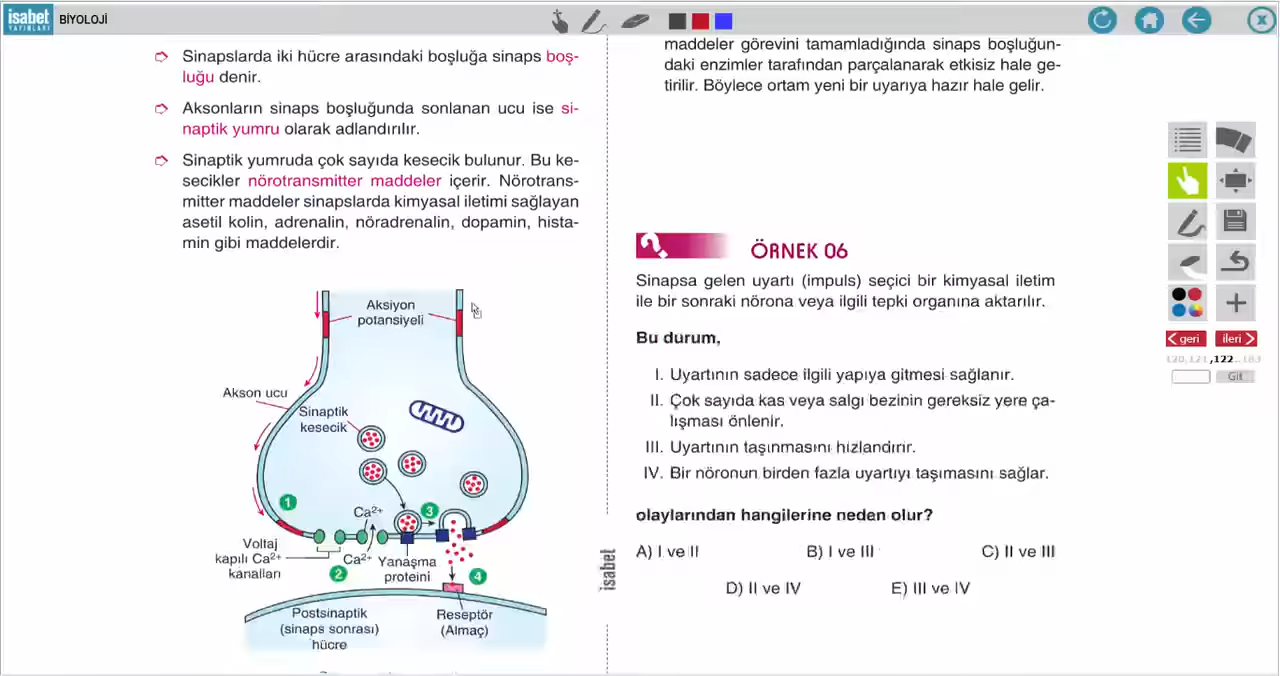 isabet
YAYINLARI
BİYOLOJİ
Sinapslarda iki hücre arasındaki boşluğa sinaps boş-
luğu denir.
Aksonların sinaps boşluğunda sonlanan ucu ise si-
naptik yumru olarak adlandırılır.
Sinaptik yumruda çok sayıda kesecik bulunur. Bu ke-
secikler nörotransmitter maddeler içerir. Nörotrans-
mitter maddeler sinapslarda kimyasal iletimi sağlayan
asetil kolin, adrenalin, nöradrenalin, dopamin, hista-
min gibi maddelerdir.
Aksiyon
potansiyeli
Akson ucu
Sinaptik
kesecik
1
Ca2+
3
Voltaj
kapılı Ca2+
kanalları
2
Ca2+
Yanaşma
proteini
4
Postsinaptik
(sinaps sonrası)
hücre
Reseptör
(Almaç)
maddeler görevini tamamladığında sinaps boşluğun-
daki enzimler tarafından parçalanarak etkisiz hale ge-
tirilir. Böylece ortam yeni bir uyarıya hazır hale gelir.
ÖRNEK 06
Sinapsa gelen uyartı (impuls) seçici bir kimyasal iletim
ile bir sonraki nörona veya ilgili tepki organına aktarılır.
Bu durum,
I. Uyartının sadece ilgili yapıya gitmesi sağlanır.
II. Çok sayıda kas veya salgı bezinin gereksiz yere ça-
lışması önlenir.
III. Uyartının taşınmasını hızlandırır.
IV. Bir nöronun birden fazla uyartıyı taşımasını sağlar.
olaylarından hangilerine neden olur?
A) I ve II B) I ve III C) II ve III
D) II ve IV E) III ve IV
isabet
geri ileri
120,121,122..183
Git